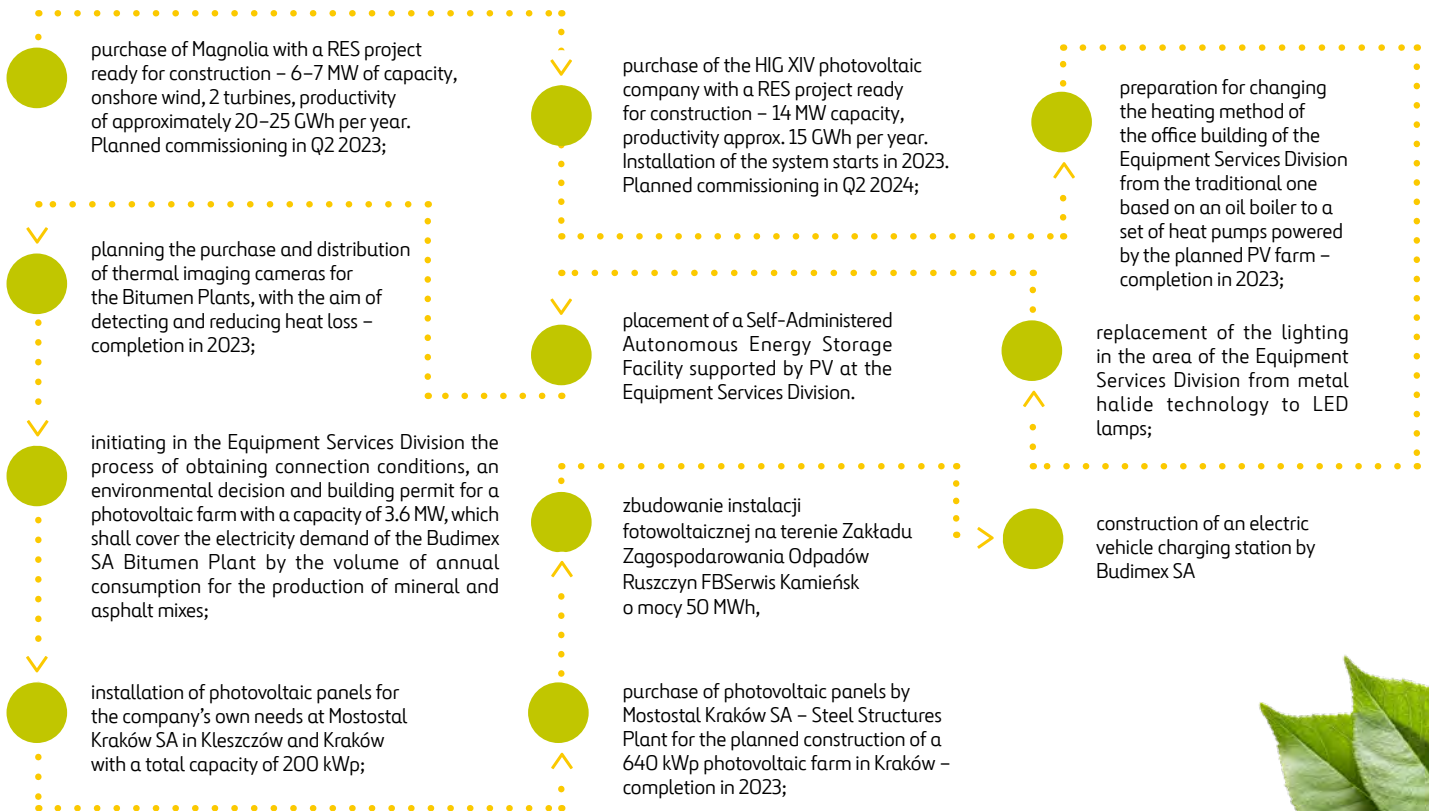 purchase of Magnolia with a RES project
ready for construction – 6–7 MW of capacity,
onshore wind, 2 turbines, productivity
of approximately 20–25 GWh per year.
Planned commissioning in Q2 2023;
purchase of the HIG XIV photovoltaic
company with a RES project ready
for construction – 14 MW capacity,
productivity approx. 15 GWh per year.
Installation of the system starts in 2023.
Planned commissioning in Q2 2024;
preparation for changing
the heating method of
the office building of the
Equipment Services Division
from the traditional one
based on an oil boiler to a
set of heat pumps powered
by the planned PV farm –
completion in 2023;
replacement of the lighting
in the area of the Equipment
Services Division from metal
halide technology to LED
lamps;
placement of a Self-Administered
Autonomous Energy Storage
Facility supported by PV at the
Equipment Services Division.
planning the purchase and distribution
of thermal imaging cameras for
the Bitumen Plants, with the aim of
detecting and reducing heat loss –
completion in 2023;
initiating in the Equipment Services Division the
process of obtaining connection conditions, an
environmental decision and building permit for a
photovoltaic farm with a capacity of 3.6 MW, which
shall cover the electricity demand of the Budimex
SA Bitumen Plant by the volume of annual
consumption for the production of mineral and
asphalt mixes;
installation of photovoltaic panels for
the company's own needs at Mostostal
Kraków SA in Kleszczów and Kraków
with a total capacity of 200 kWp;
purchase of photovoltaic panels by
Mostostal Kraków SA – Steel Structures
Plant for the planned construction of a
640 kWp photovoltaic farm in Kraków –
completion in 2023;
zbudowanie instalacji
fotowoltaicznej na terenie Zakładu
Zagospodarowania Odpadów
Ruszczyn FBSerwis Kamieńsk
o mocy 50 MWh,
construction of an electric
vehicle charging station by
Budimex SA